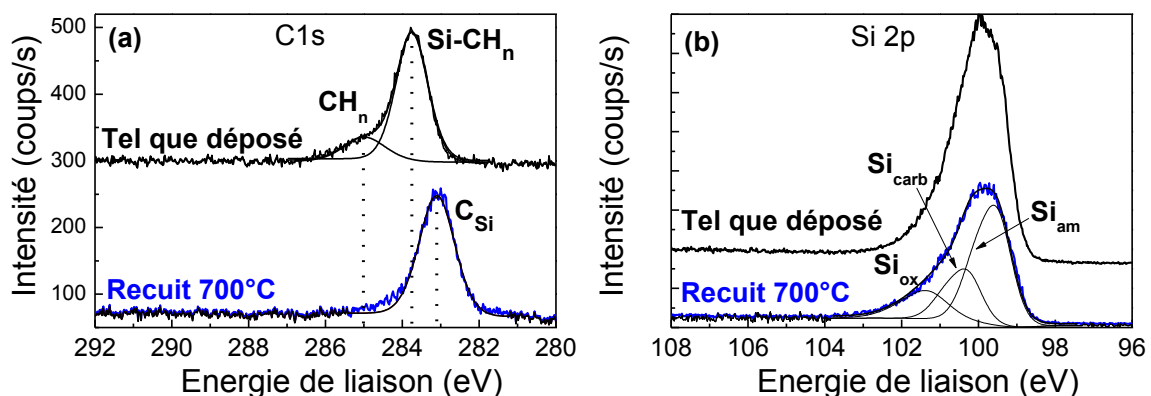 (a)
C1s
Si-CHn
CHn
Tel que déposé
CSi
Recuit 700°C
500
400
300
200
100
Intensité (coups/s)
292 290 288 286 284 282 280
Energie de liaison (eV)
(b)
Si 2p
Sicarb
Tel que déposé
Siam
Siox
Recuit 700°C
Intensité (coups/s)
108 106 104 102 100 98 96
Energie de liaison (eV)